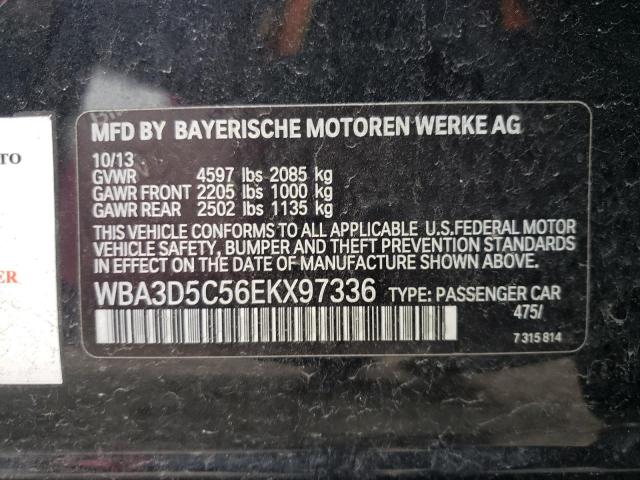 MFD BY BAYERISCHE MOTOREN WERKE AG
10/13
GVWR 4597 lbs 2085 kg
GAWR FRONT 2205 lbs 1000 kg
GAWR REAR 2502 lbs 1135 kg
THIS VEHICLE CONFORMS TO ALL APPLICABLE U.S.FEDERAL MOTOR
VEHICLE SAFETY, BUMPER AND THEFT PREVENTION STANDARDS
IN EFFECT ON THE DATE OF MANUFACTURE SHOWN ABOVE.
WBA3D5C56EKX97336 TYPE: PASSENGER CAR
475/
7 315 814